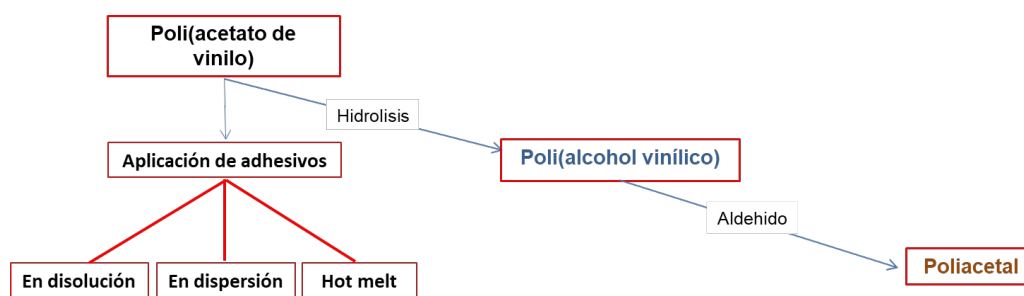 Poli(acetato de
vinilo)
Hidrolisis
Aplicación de adhesivos
Poli(alcohol vinílico)
Aldehido
En disolución
En dispersión
Hot melt
Poliacetal